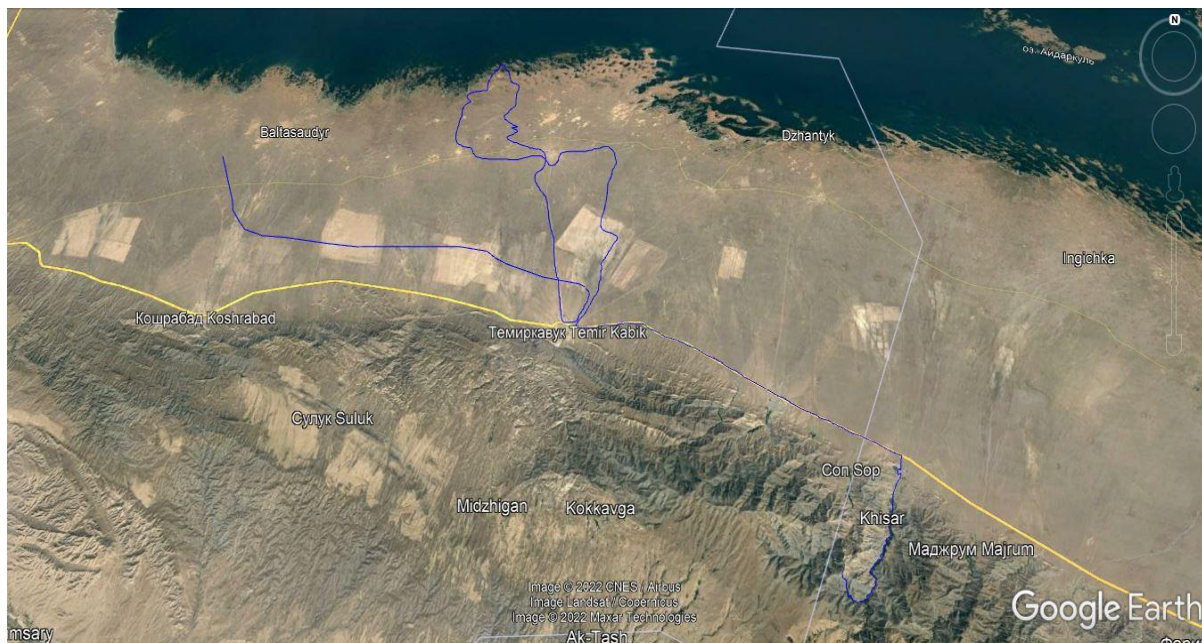 N
оз. Айдаркуль
Baltasaudyr
Dzhantyk
Ingichka
Кошрабад Koshrabad
Темиркавук Temir Kabik
Сулук Suluk
Соп Sop
Midzhigan
Kokkavga
Khisar
Маджрум Majrum
Image © 2022 CNES / Airbus
Image Landsat / Copernicus
Image © 2022 Maxar Technologies
Google Earth
msary
Ak-Tash